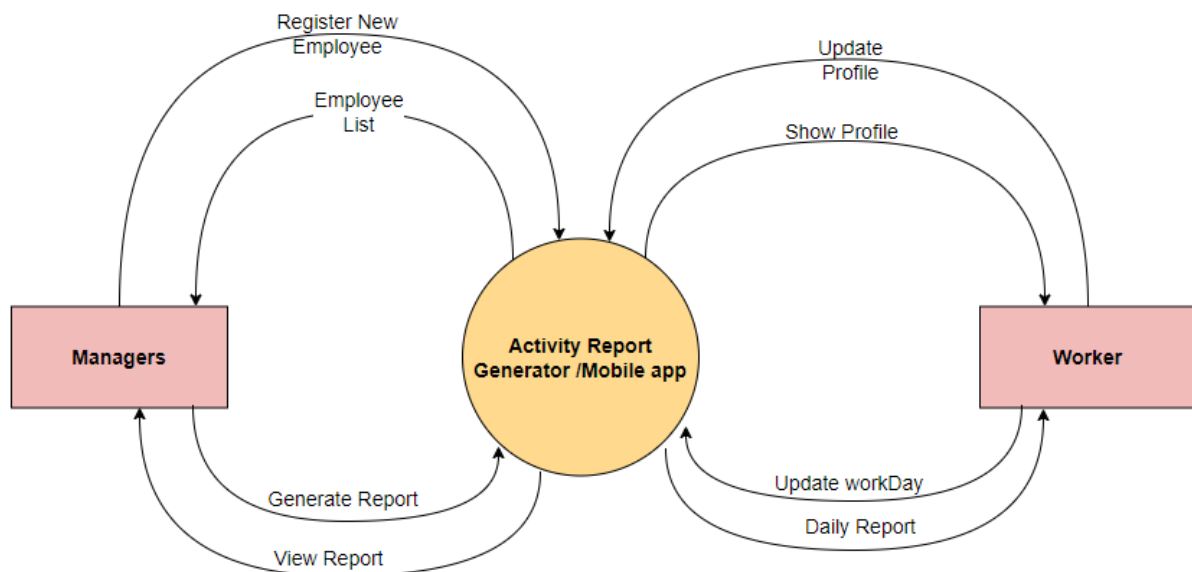 Register New
Employee
Update
Profile
Employee
List
Show Profile
Managers
Activity Report
Generator /Mobile app
Worker
Generate Report
Update workDay
View Report
Daily Report